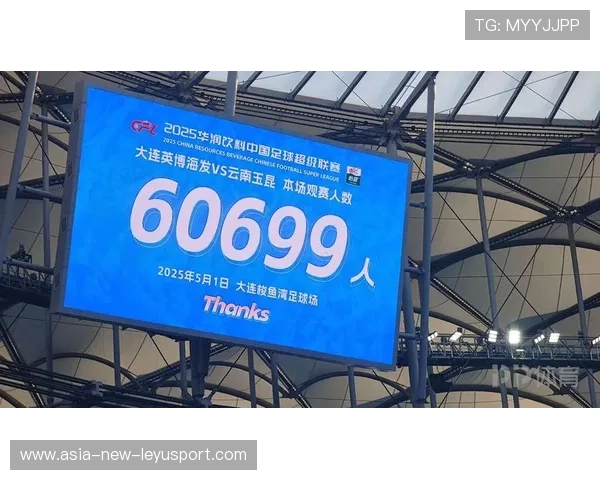 TG: MYYJJPP
CFL 2025华润饮料中国足球超级联赛
2025 CHINA RESOURCES BEVERAGE CHINESE FOOTBALL SUPER LEAGUE
大连英博海发VS云南玉昆 本场观赛人数
60699人
2025年5月1日 大连梭鱼湾足球场
Thanks
体育
www.asia-new-leyusport.com